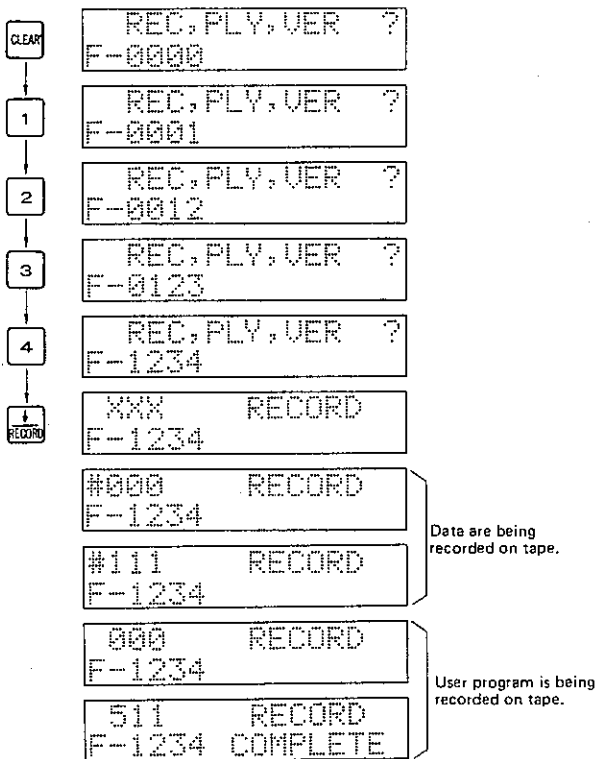 CLEAR
REC,PLY,VER ?
F-0000
1
REC,PLY,VER ?
F-0001
2
REC,PLY,VER ?
F-0012
3
REC,PLY,VER ?
F-0123
4
REC,PLY,VER ?
F-1234
↓
RECORD
XXX RECORD
F-1234
#000 RECORD
F-1234
#111 RECORD
F-1234
Data are being
recorded on tape.
000 RECORD
F-1234
511 RECORD
F-1234 COMPLETE
User program is being
recorded on tape.